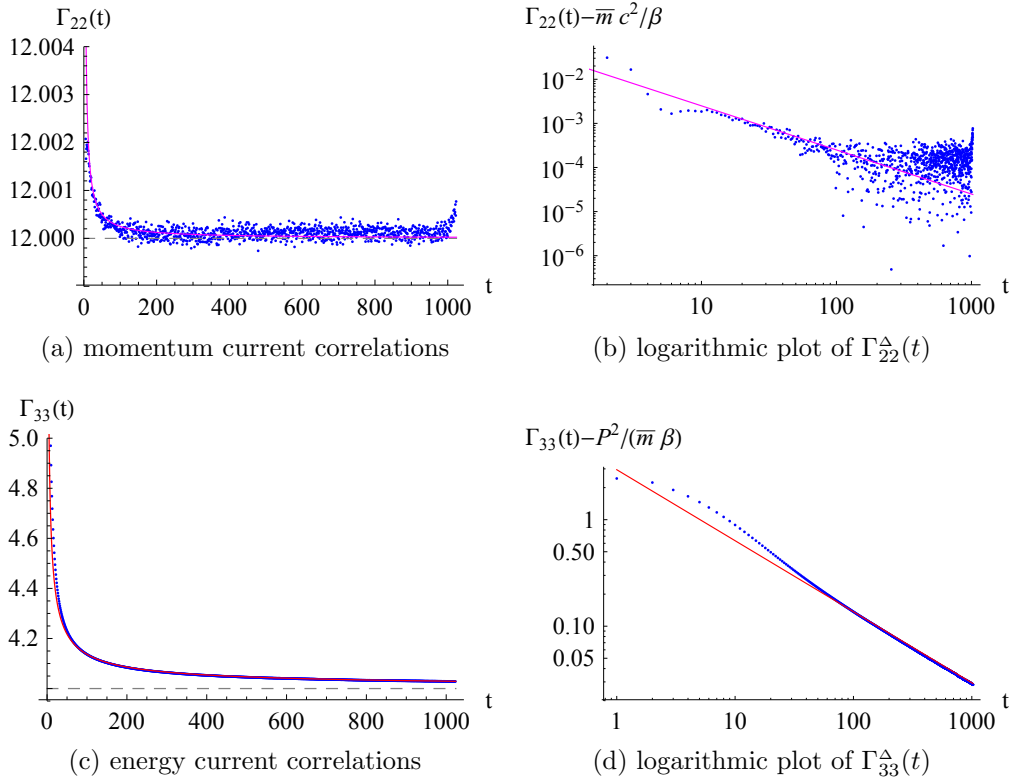 Γ22(t)
12.004
12.003
12.002
12.001
12.000
0 200 400 600 800 1000 t
(a) momentum current correlations
Γ22(t)−m̅ c²/β
10⁻²
10⁻³
10⁻⁴
10⁻⁵
10⁻⁶
10 100 1000 t
(b) logarithmic plot of Γ^Δ_22(t)
Γ33(t)
5.0
4.8
4.6
4.4
4.2
0 200 400 600 800 1000 t
(c) energy current correlations
Γ33(t)−P²/(m̅ β)
1
0.50
0.10
0.05
1 10 100 1000 t
(d) logarithmic plot of Γ^Δ_33(t)